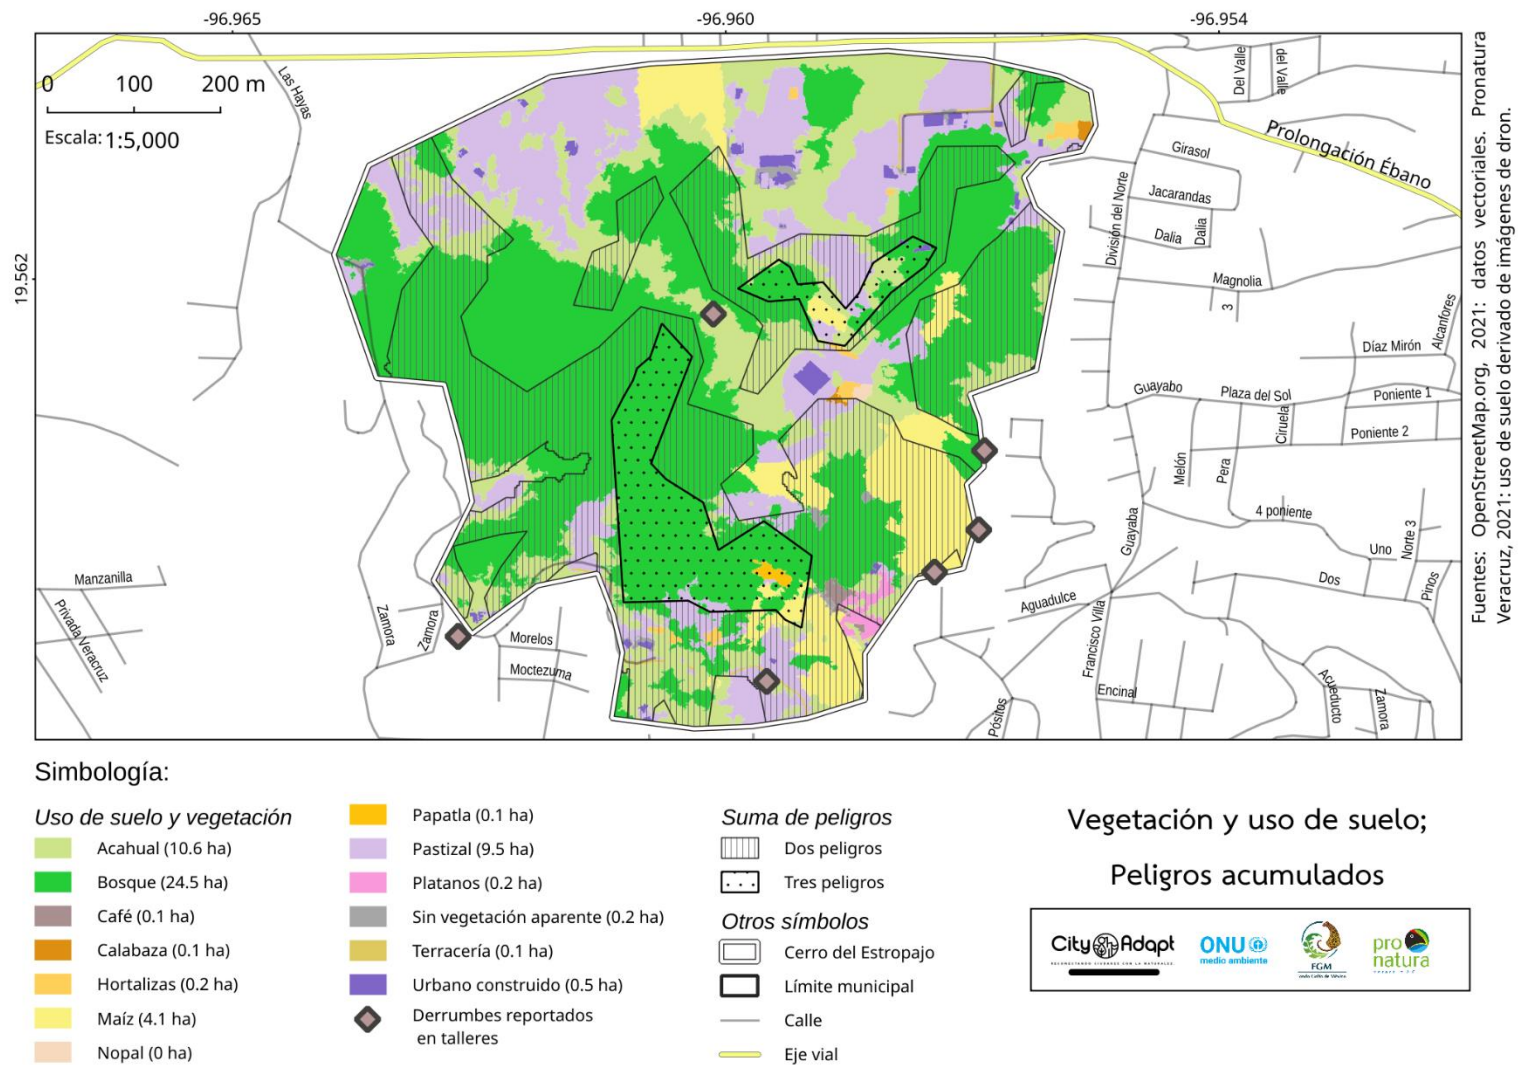 -96.965
-96.960
-96.954
19.562
0 100 200 m
Escala: 1:5,000
Las Hayas
Del Valle
del Valle
Prolongación Ébano
Girasol
Jacarandas
Dalia
Dalia
División del Norte
Magnolia
3
Alcanfores
Díaz Mirón
Guayabo
Plaza del Sol
Poniente 1
Ciruela
Poniente 2
Melón
Pera
4 poniente
Guayaba
Norte 3
Uno
Dos
Pinos
Manzanilla
Privada Veracruz
Zamora
Zamora
Morelos
Moctezuma
Aguadulce
Francisco Villa
Encinal
Pósitos
Acueducto
Zamora
Fuentes: OpenStreetMap.org, 2021: datos vectoriales. Pronatura
Veracruz, 2021: uso de suelo derivado de imágenes de dron.
Simbología:
Uso de suelo y vegetación
Acahual (10.6 ha)
Bosque (24.5 ha)
Café (0.1 ha)
Calabaza (0.1 ha)
Hortalizas (0.2 ha)
Maíz (4.1 ha)
Nopal (0 ha)
Papatla (0.1 ha)
Pastizal (9.5 ha)
Platanos (0.2 ha)
Sin vegetación aparente (0.2 ha)
Terracería (0.1 ha)
Urbano construido (0.5 ha)
Derrumbes reportados
en talleres
Suma de peligros
Dos peligros
Tres peligros
Otros símbolos
Cerro del Estropajo
Límite municipal
Calle
Eje vial
Vegetación y uso de suelo;
Peligros acumulados
City Adapt
ONU
medio ambiente
FGM
pro
natura